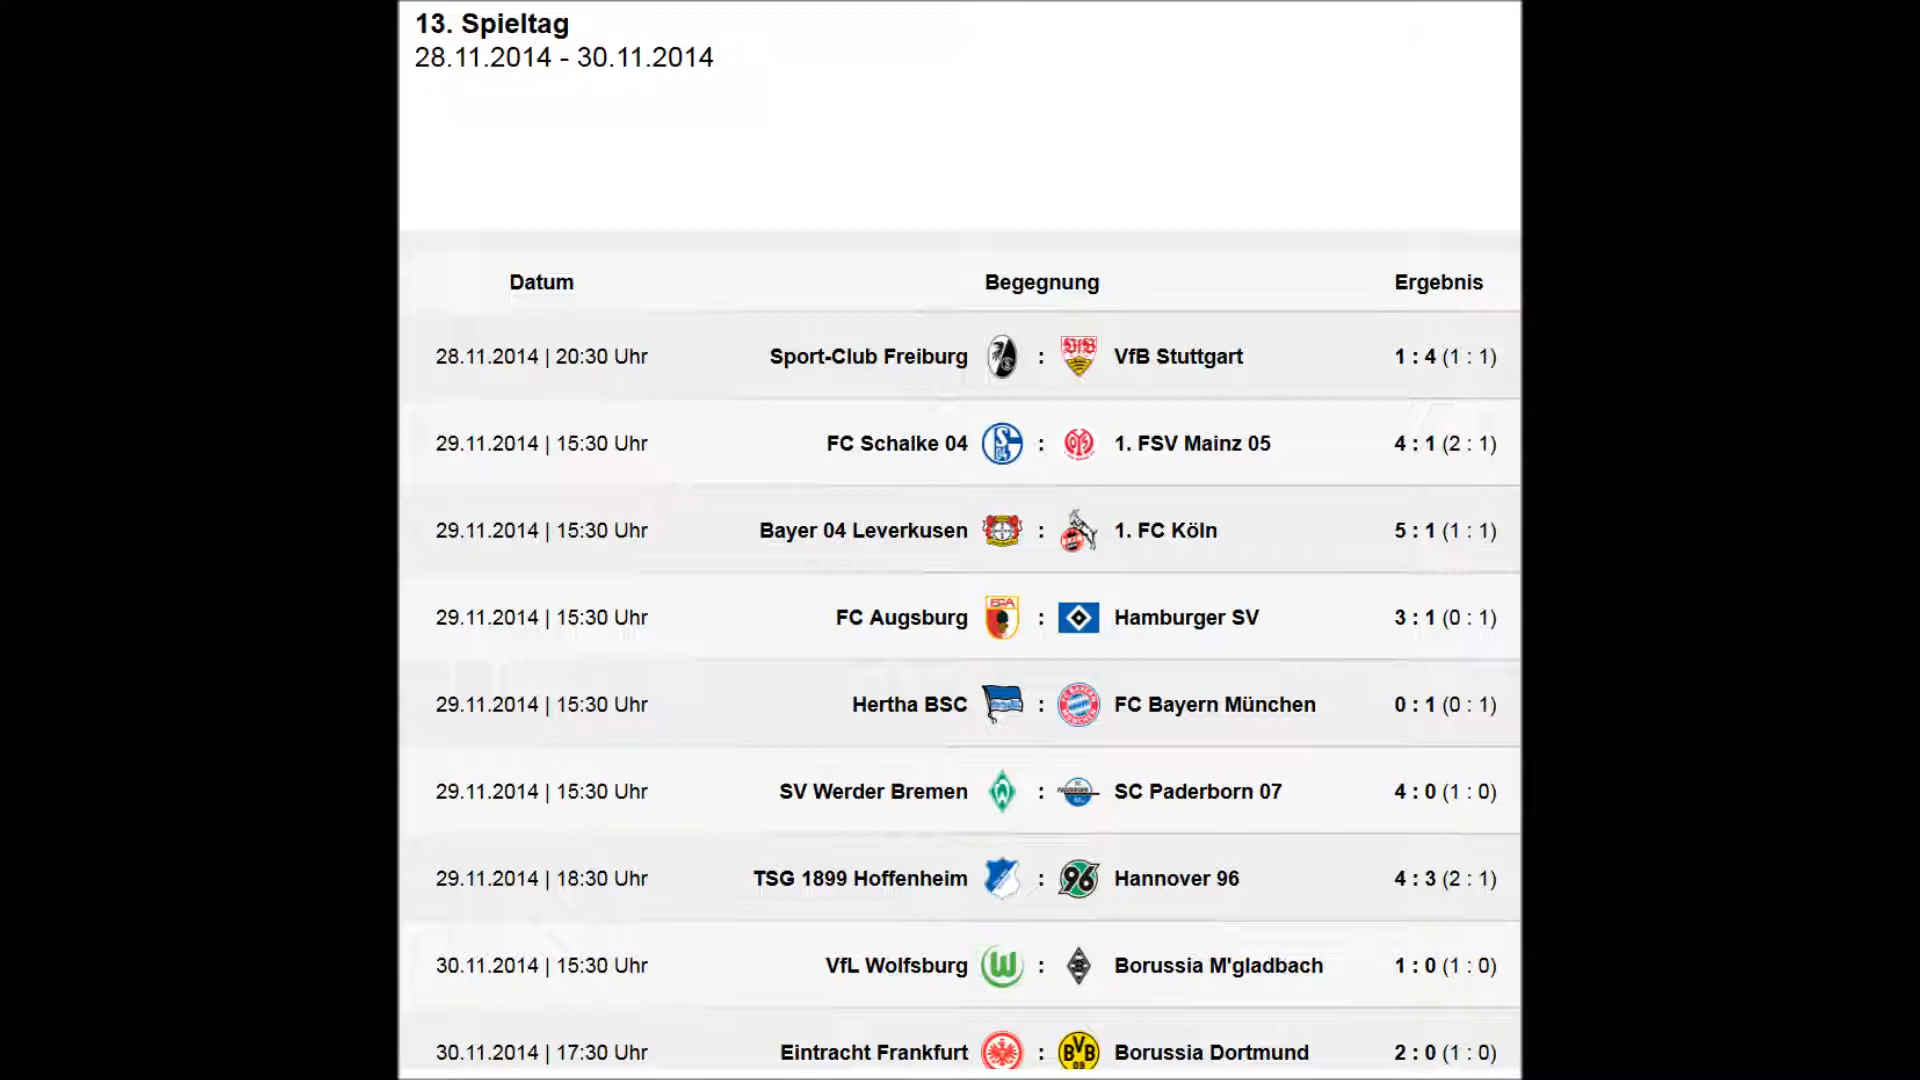 13. Spieltag
28.11.2014 - 30.11.2014
Datum Begegnung Ergebnis
28.11.2014 | 20:30 Uhr Sport-Club Freiburg : VfB Stuttgart 1 : 4 (1 : 1)
29.11.2014 | 15:30 Uhr FC Schalke 04 : 1. FSV Mainz 05 4 : 1 (2 : 1)
29.11.2014 | 15:30 Uhr Bayer 04 Leverkusen : 1. FC Köln 5 : 1 (1 : 1)
29.11.2014 | 15:30 Uhr FC Augsburg FCA : Hamburger SV 3 : 1 (0 : 1)
29.11.2014 | 15:30 Uhr Hertha BSC : FC Bayern München 0 : 1 (0 : 1)
29.11.2014 | 15:30 Uhr SV Werder Bremen W : SC Paderborn 07 4 : 0 (1 : 0)
29.11.2014 | 18:30 Uhr TSG 1899 Hoffenheim : 96 Hannover 96 4 : 3 (2 : 1)
30.11.2014 | 15:30 Uhr VfL Wolfsburg W : B Borussia M'gladbach 1 : 0 (1 : 0)
30.11.2014 | 17:30 Uhr Eintracht Frankfurt : BVB 09 Borussia Dortmund 2 : 0 (1 : 0)